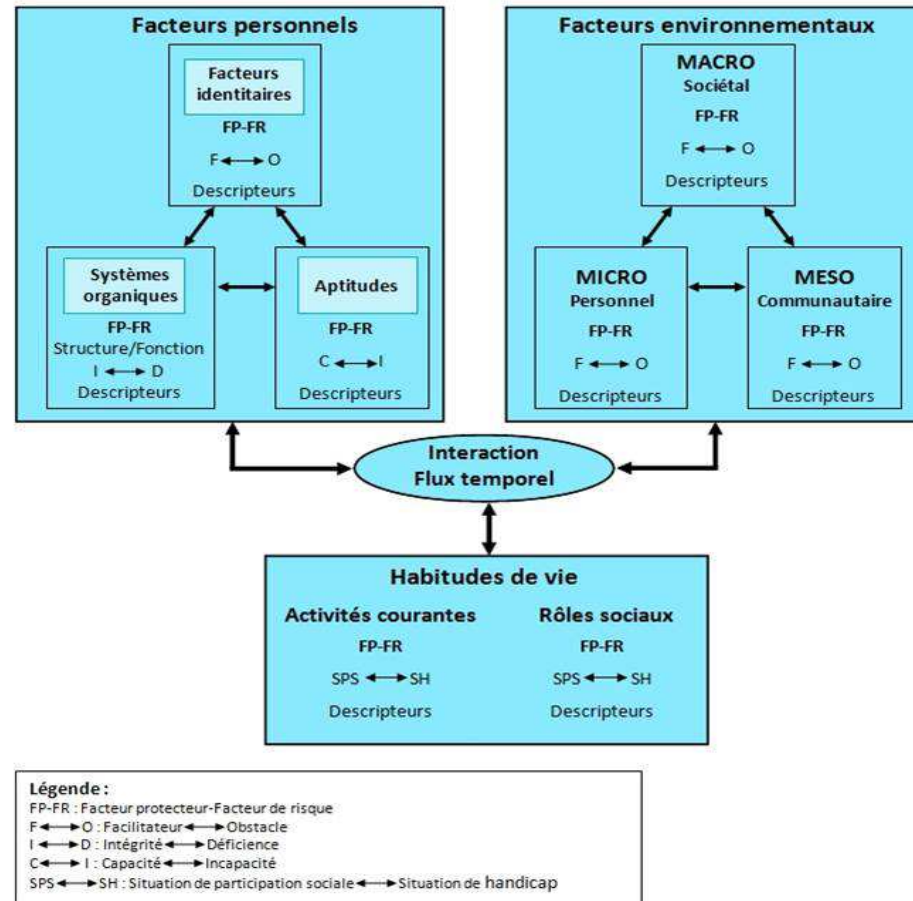 Facteurs personnels
Facteurs
identitaires
FP-FR
F O
Descripteurs
Systèmes
organiques
FP-FR
Structure/Fonction
I D
Descripteurs
Aptitudes
FP-FR
C I
Descripteurs
Facteurs environnementaux
MACRO
Sociétal
FP-FR
F O
Descripteurs
MICRO
Personnel
FP-FR
F O
Descripteurs
MESO
Communautaire
FP-FR
F O
Descripteurs
Interaction
Flux temporel
Habitudes de vie
Activités courantes
FP-FR
SPS SH
Descripteurs
Rôles sociaux
FP-FR
SPS SH
Descripteurs
Légende :
FP-FR : Facteur protecteur-Facteur de risque
F O : Facilitateur Obstacle
I D : Intégrité Déficience
C I : Capacité Incapacité
SPS SH : Situation de participation sociale Situation de handicap